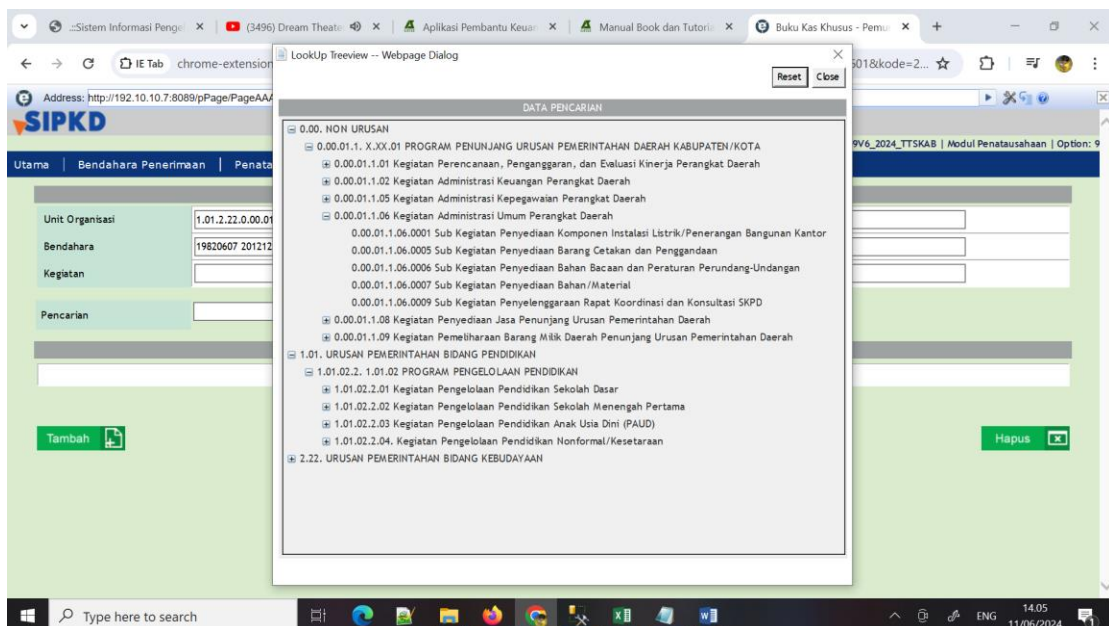 .::Sistem Informasi Pengel
(3496) Dream Theate
Aplikasi Pembantu Keuan
Manual Book dan Tutoria
Buku Kas Khusus - Pemu
IE Tab
chrome-extension
601&kode=2...
LookUp Treeview -- Webpage Dialog
Reset
Close
Address: http://192.10.10.7:8089/pPage/PageAAA
SIPKD
9V6_2024_TTSKAB | Modul Penatausahaan | Option: 9
Utama | Bendahara Penerimaan | Penata
DATA PENCARIAN
0.00. NON URUSAN
0.00.01.1. X.XX.01 PROGRAM PENUNJANG URUSAN PEMERINTAHAN DAERAH KABUPATEN/KOTA
0.00.01.1.01 Kegiatan Perencanaan, Penganggaran, dan Evaluasi Kinerja Perangkat Daerah
0.00.01.1.02 Kegiatan Administrasi Keuangan Perangkat Daerah
0.00.01.1.05 Kegiatan Administrasi Kepegawaian Perangkat Daerah
0.00.01.1.06 Kegiatan Administrasi Umum Perangkat Daerah
0.00.01.1.06.0001 Sub Kegiatan Penyediaan Komponen Instalasi Listrik/Penerangan Bangunan Kantor
0.00.01.1.06.0005 Sub Kegiatan Penyediaan Barang Cetakan dan Penggandaan
0.00.01.1.06.0006 Sub Kegiatan Penyediaan Bahan Bacaan dan Peraturan Perundang-Undangan
0.00.01.1.06.0007 Sub Kegiatan Penyediaan Bahan/Material
0.00.01.1.06.0009 Sub Kegiatan Penyelenggaraan Rapat Koordinasi dan Konsultasi SKPD
0.00.01.1.08 Kegiatan Penyediaan Jasa Penunjang Urusan Pemerintahan Daerah
0.00.01.1.09 Kegiatan Pemeliharaan Barang Milik Daerah Penunjang Urusan Pemerintahan Daerah
1.01. URUSAN PEMERINTAHAN BIDANG PENDIDIKAN
1.01.02.2. 1.01.02 PROGRAM PENGELOLAAN PENDIDIKAN
1.01.02.2.01 Kegiatan Pengelolaan Pendidikan Sekolah Dasar
1.01.02.2.02 Kegiatan Pengelolaan Pendidikan Sekolah Menengah Pertama
1.01.02.2.03 Kegiatan Pengelolaan Pendidikan Anak Usia Dini (PAUD)
1.01.02.2.04. Kegiatan Pengelolaan Pendidikan Nonformal/Kesetaraan
2.22. URUSAN PEMERINTAHAN BIDANG KEBUDAYAAN
Unit Organisasi
1.01.2.22.0.00.01
Bendahara
19820607 201212
Kegiatan
Pencarian
Tambah
Hapus
Type here to search
ENG
14.05
11/06/2024